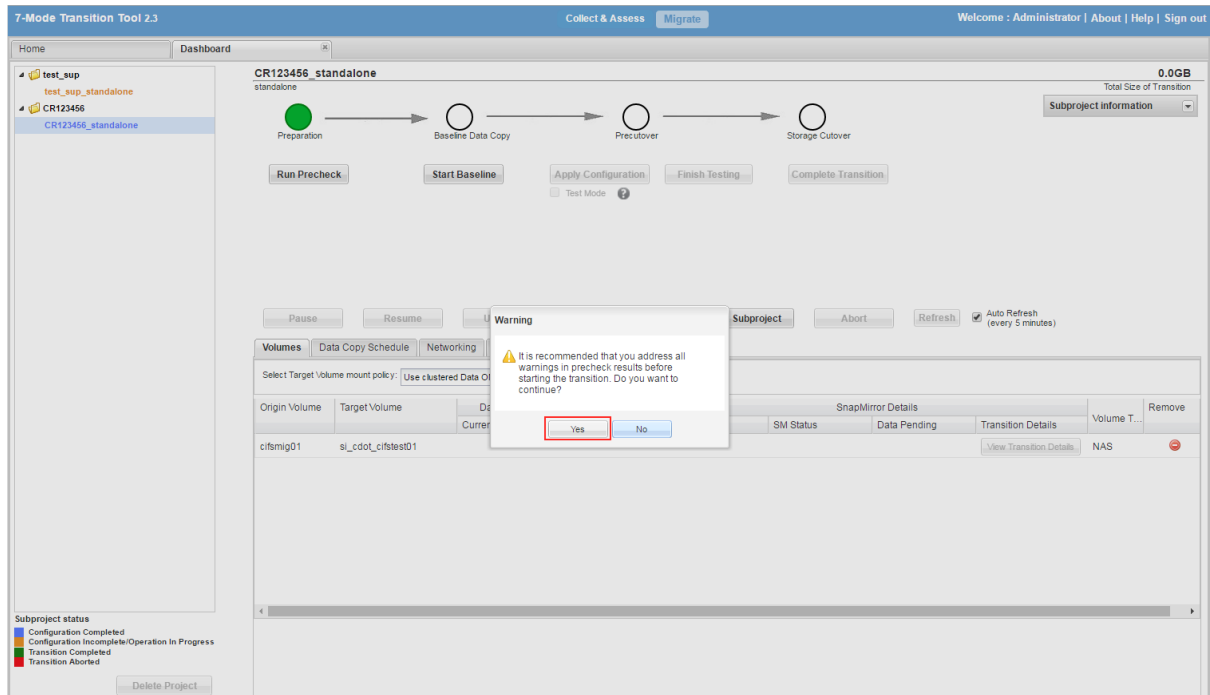 7-Mode Transition Tool 2.3
Collect & Assess Migrate
Welcome : Administrator | About | Help | Sign out
Home Dashboard
test_sup
test_sup_standalone
CR123456
CR123456_standalone
CR123456_standalone 0.0GB
standalone Total Size of Transition
Subproject information
Preparation Baseline Data Copy Precutover Storage Cutover
Run Precheck Start Baseline Apply Configuration Finish Testing Complete Transition
Test Mode ?
Pause Resume U Subproject Abort Refresh Auto Refresh
(every 5 minutes)
Warning
It is recommended that you address all
warnings in precheck results before
starting the transition. Do you want to
continue?
Yes No
Volumes Data Copy Schedule Networking
Select Target Volume mount policy: Use clustered Data O
Origin Volume Target Volume Da SnapMirror Details Volume T... Remove
Curren SM Status Data Pending Transition Details
cifsmig01 si_cdot_cifstest01 View Transition Details NAS
Subproject status
Configuration Completed
Configuration Incomplete/Operation In Progress
Transition Completed
Transition Aborted
Delete Project